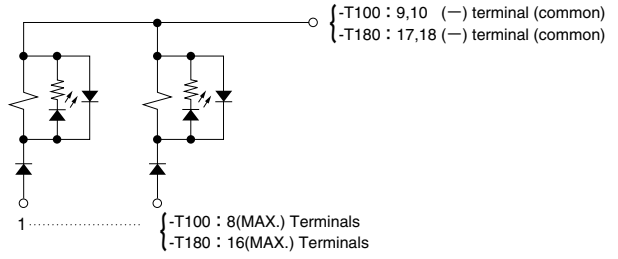 -T100：9,10 (—) terminal (common)
-T180：17,18 (—) terminal (common)
1
-T100：8(MAX.) Terminals
-T180：16(MAX.) Terminals